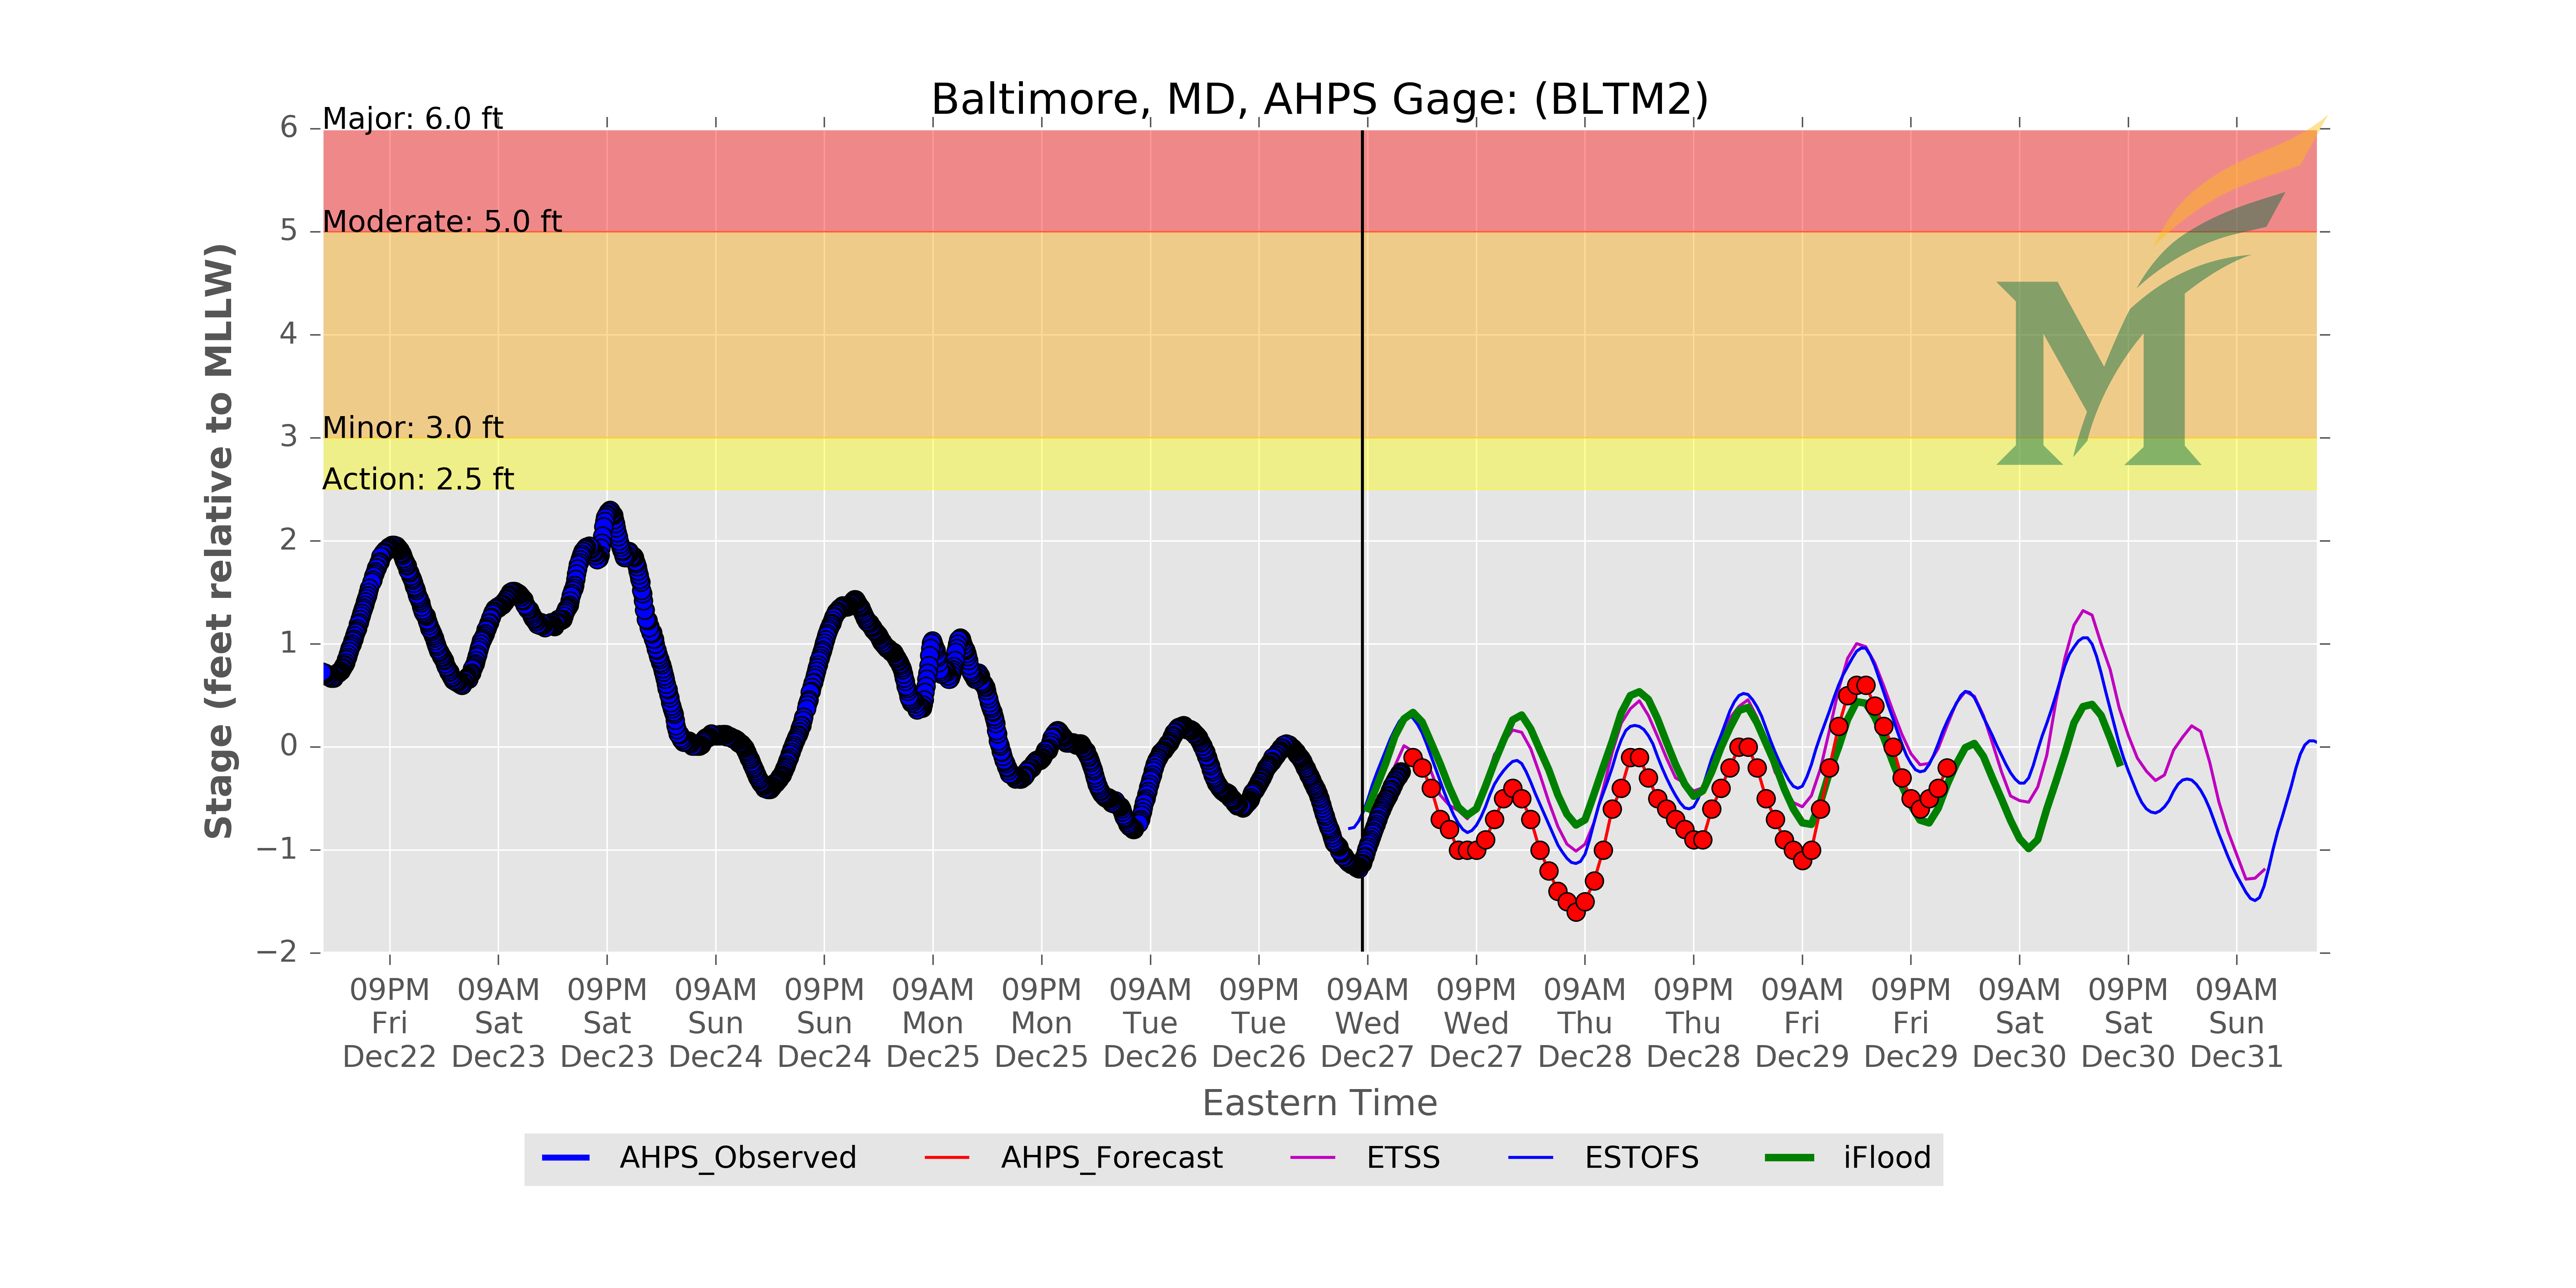 Baltimore, MD, AHPS Gage: (BLTM2)
Major: 6.0 ft
Moderate: 5.0 ft
Minor: 3.0 ft
Action: 2.5 ft
Stage (feet relative to MLLW)
6
5
4
3
2
1
0
−1
−2
09PM 09AM 09PM 09AM 09PM 09AM 09PM 09AM 09PM 09AM 09PM 09AM 09PM 09AM 09PM 09AM 09PM 09AM
Fri Sat Sat Sun Sun Mon Mon Tue Tue Wed Wed Thu Thu Fri Fri Sat Sat Sun
Dec22 Dec23 Dec23 Dec24 Dec24 Dec25 Dec25 Dec26 Dec26 Dec27 Dec27 Dec28 Dec28 Dec29 Dec29 Dec30 Dec30 Dec31
Eastern Time
AHPS_Observed AHPS_Forecast ETSS ESTOFS iFlood